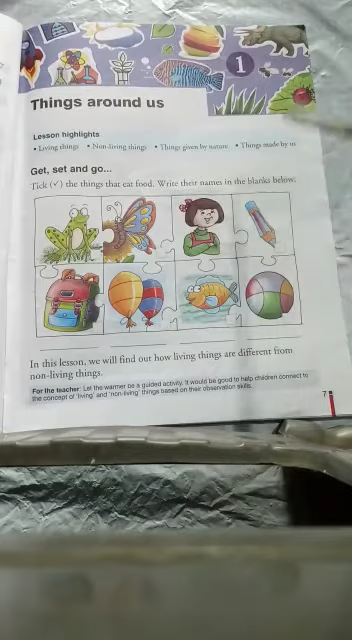 1
Things around us
Lesson highlights
• Living things • Non-living things • Things given by nature • Things made by us
Get, set and go...
Tick (✓) the things that eat food. Write their names in the blanks below.
In this lesson, we will find out how living things are different from
non-living things.
For the teacher: Let the warmer be a guided activity. It would be good to help children connect to
the concept of 'living' and 'non-living' things based on their observation skills.
7